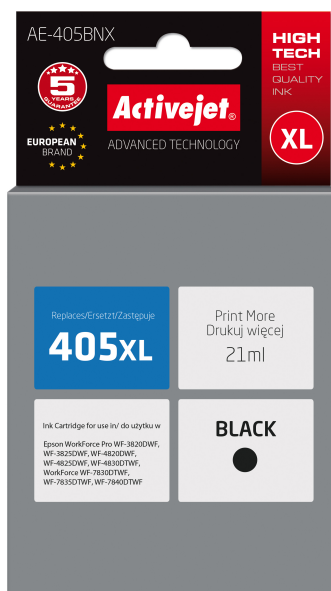 AE-405BNX
HIGH
TECH
BEST
QUALITY
INK
5
YEARS
GUARANTEE
Activejet®
EUROPEAN
BRAND
ADVANCED TECHNOLOGY
XL
Replaces/Ersetzt/Zastępuje
405XL
Print More
Drukuj więcej
21ml
Ink Cartridge for use in/ do użytku w
Epson WorkForce Pro WF-3820DWF,
WF-3825DWF, WF-4820DWF,
WF-4825DWF, WF-4830DTWF,
WorkForce WF-7830DTWF,
WF-7835DTWF, WF-7840DTWF
BLACK